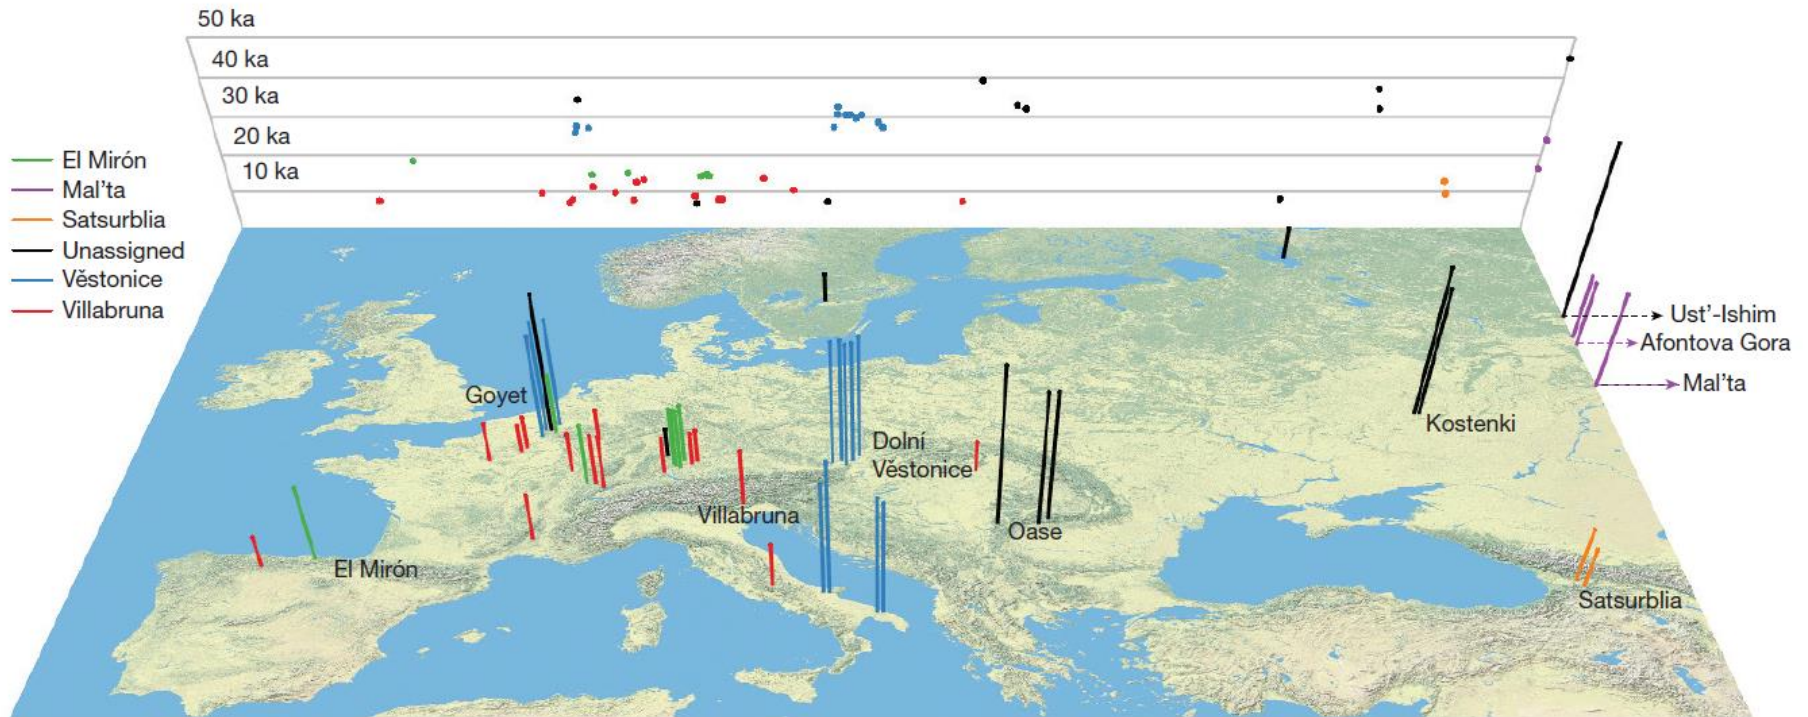 50 ka
40 ka
30 ka
20 ka
10 ka
El Mirón
Mal'ta
Satsurblia
Unassigned
Věstonice
Villabruna
Ust'-Ishim
Afontova Gora
Mal'ta
Goyet
Kostenki
Dolní
Věstonice
Villabruna
Oase
El Mirón
Satsurblia